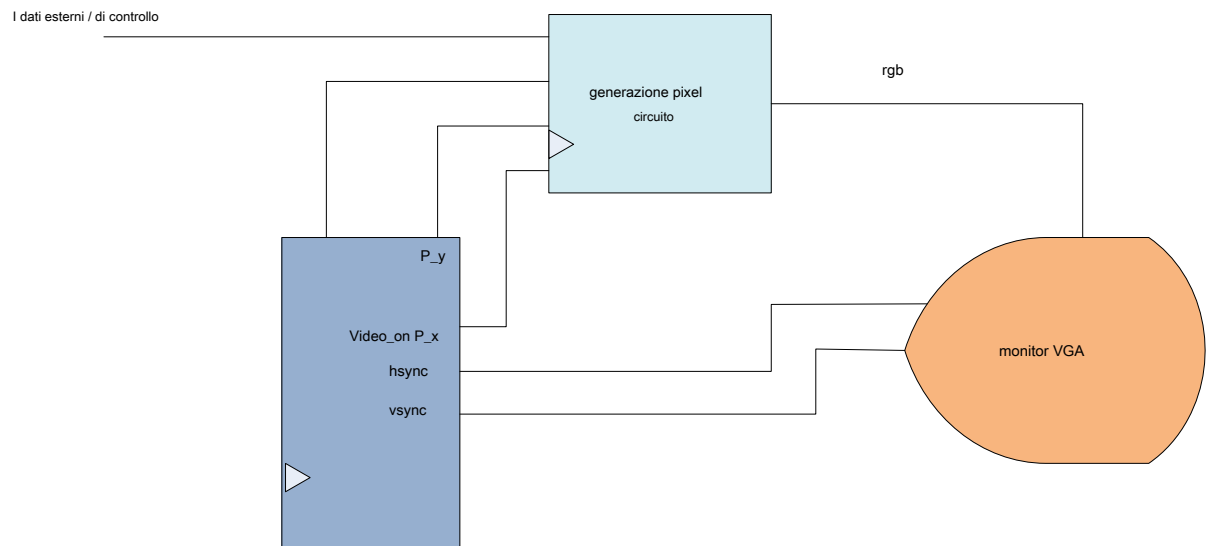 I dati esterni / di controllo
rgb
generazione pixel
circuito
P_y
Video_on P_x
hsync
vsync
monitor VGA